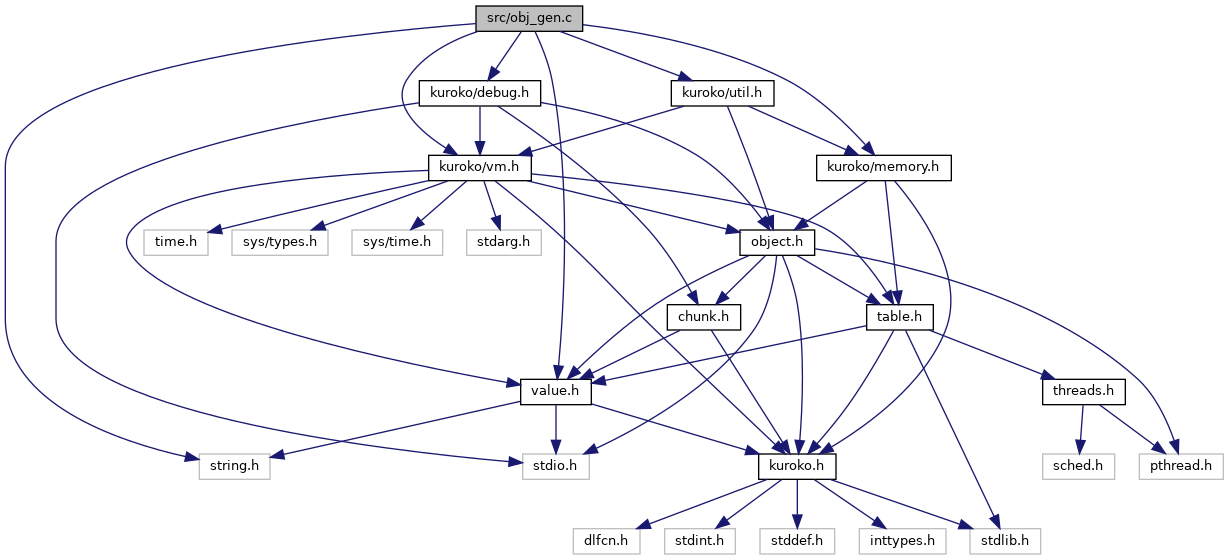 src/obj_gen.c
kuroko/debug.h
kuroko/util.h
kuroko/vm.h
kuroko/memory.h
time.h
sys/types.h
sys/time.h
stdarg.h
object.h
chunk.h
table.h
value.h
threads.h
string.h
stdio.h
kuroko.h
sched.h
pthread.h
dlfcn.h
stdint.h
stddef.h
inttypes.h
stdlib.h